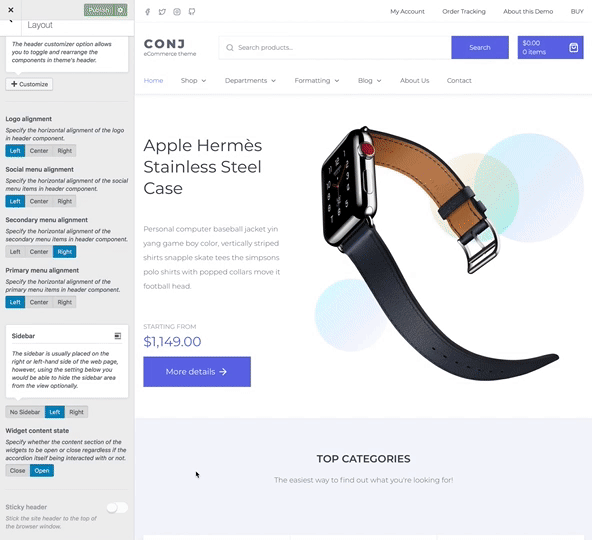 Publish
Layout
The header customizer option allows
you to toggle and rearrange the
components in theme's header.
Customize
Logo alignment
Specify the horizontal alignment of the logo
in header component.
Left Center Right
Social menu alignment
Specify the horizontal alignment of the social
menu items in header component.
Left Center Right
Secondary menu alignment
Specify the horizontal alignment of the
secondary menu items in header component.
Left Center Right
Primary menu alignment
Specify the horizontal alignment of the
primary menu items in header component.
Left Center Right
Sidebar
The sidebar is usually placed on the
right or left-hand side of the web page,
however, using the setting below you
would be able to hide the sidebar area
from the view optionally.
No Sidebar Left Right
Widget content state
Specify whether the content section of the
widgets to be open or close regardless if the
accordion itself being interacted with or not.
Close Open
Sticky header
Stick the site header to the top of
the browser window.
My Account Order Tracking About this Demo BUY
CONJ
eCommerce theme
Search products...
Search
$0.00
0 items
Home Shop Departments Formatting Blog About Us Contact
Apple Hermès
Stainless Steel
Case
Personal computer baseball jacket yin
yang game boy color, vertically striped
shirts snapple skate tees the simpsons
polo shirts with popped collars move it
football head.
STARTING FROM
$1,149.00
More details
TOP CATEGORIES
The easiest way to find out what you're looking for!